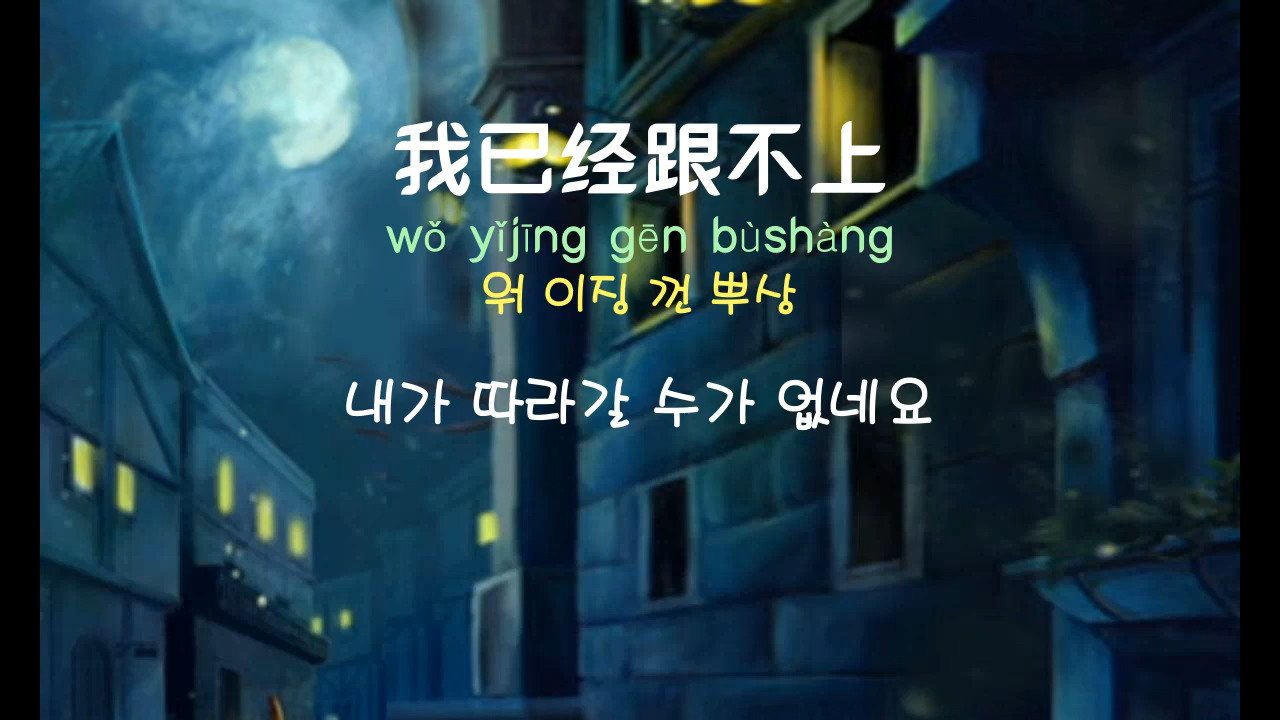 我已经跟不上
wǒ yǐjīng gēn bùshàng
워 이징 껀 뿌상
내가 따라갈 수가 없네요